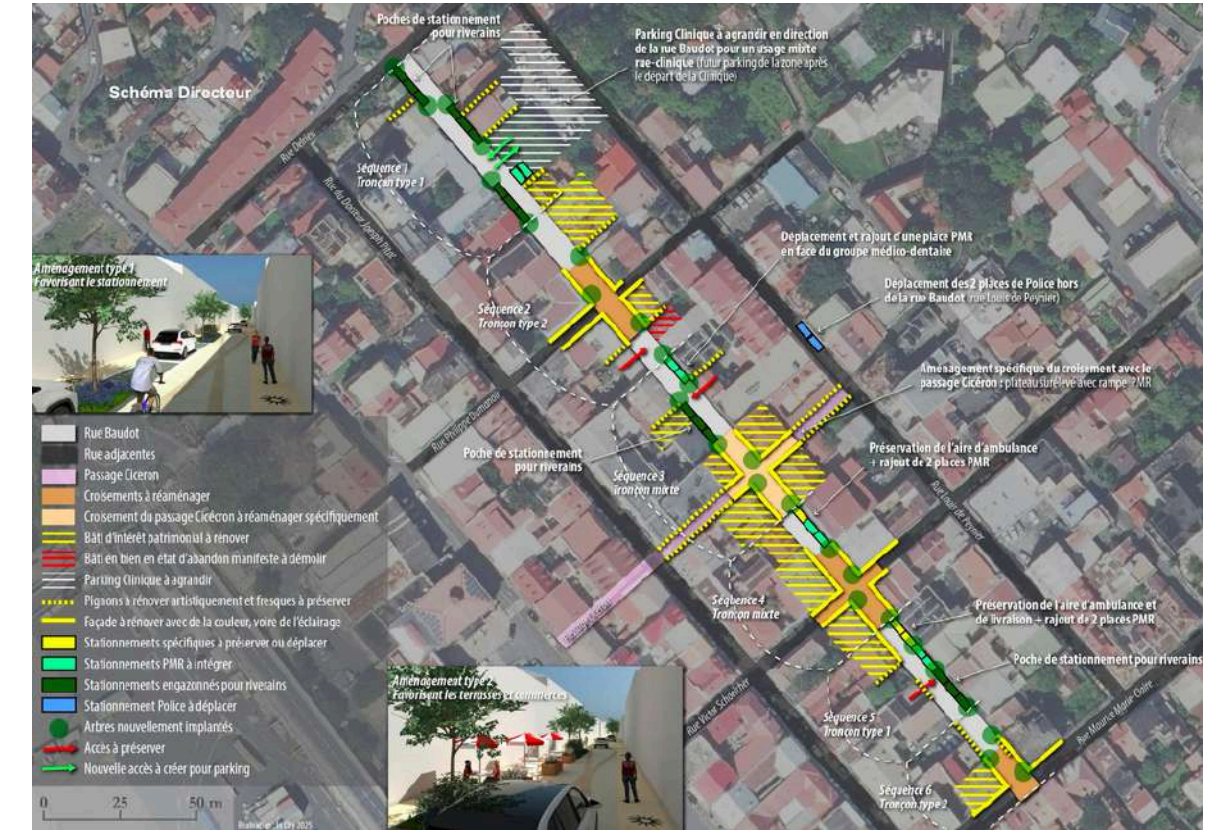 Poches de stationnement
pour riverains
Parking Clinique à agrandir en direction
de la rue Baudot pour un usage mixte
rue-clinique (futur parking de la zone après
le départ de la Clinique)
Schéma Directeur
Séquence 1
Tronçon type 1
Déplacement et rajout d'une place PMR
en face du groupe médico-dentaire
Déplacement des 2 places de Police hors
de la rue Baudot (rue Louis de Peynier)
Aménagement type 1
Favorisant le stationnement
Séquence 2
Tronçon type 2
Aménagement spécifique du croisement avec le
passage Cicéron : plateau surélevé avec rampe PMR
Rue Philippe Dumanoir
Poche de stationnement
pour riverains
Préservation de l'aire d'ambulance
+ rajout de 2 places PMR
Séquence 3
Tronçon mixte
Rue Louis de Peynier
Rue Baudot
Rue adjacentes
Passage Ciceron
Croisements à réaménager
Croisement du passage Cicécron à réaménager spécifiquement
Bâti d'intérêt patrimonial à rénover
Bâti en bien en état d'abandon manifeste à démolir
Parking Clinique à agrandir
Pignons à rénover artistiquement et fresques à préserver
Façade à rénover avec de la couleur, voire de l'éclairage
Stationnements spécifiques à préserver ou déplacer
Stationnements PMR à intégrer
Stationnements engazonnés pour riverains
Stationnement Police à déplacer
Arbres nouvellement implantés
Accès à préserver
Nouvelle accès à créer pour parking
0 25 50 m
Séquence 4
Tronçon mixte
Préservation de l'aire d'ambulance et
de livraison + rajout de 2 places PMR
Poche de stationnement pour riverains
Rue Victor Schoelcher
Rue Maurice Marie-Claire
Aménagement type 2
Favorisant les terrasses et commerces
Séquence 5
Tronçon type 1
Séquence 6
Tronçon type 2